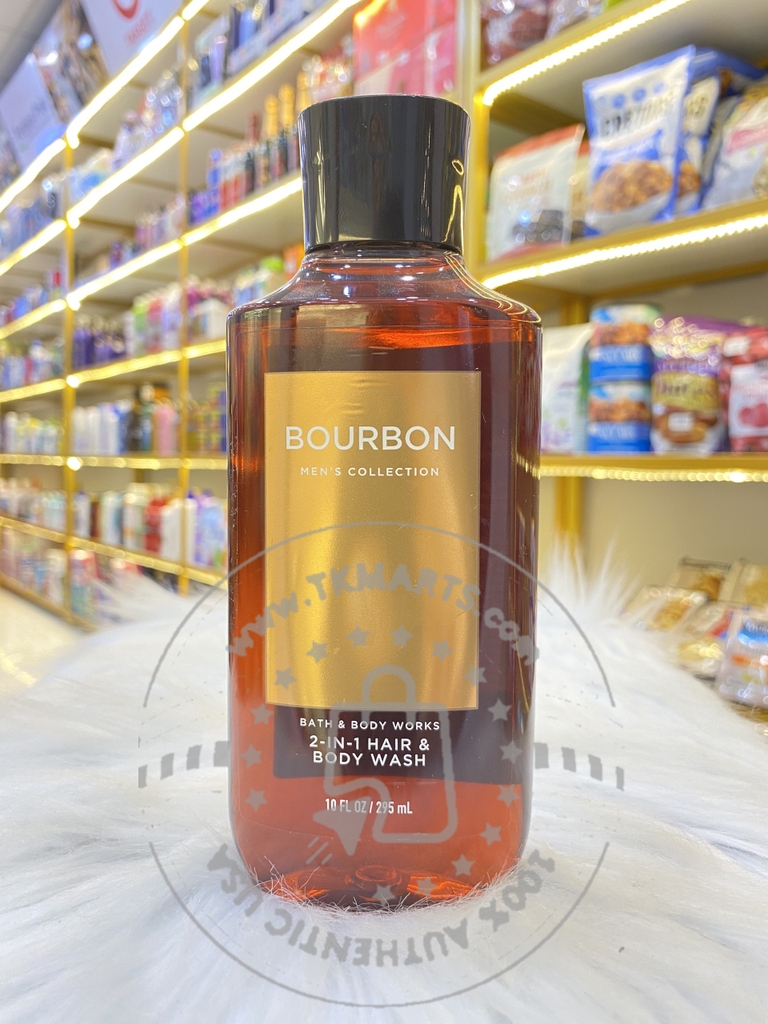 BOURBON
MEN'S COLLECTION
www.TKMARTS.com
BATH & BODY WORKS
2-IN-1 HAIR &
BODY WASH
10 FL OZ / 295 mL
100% AUTHENTIC USA